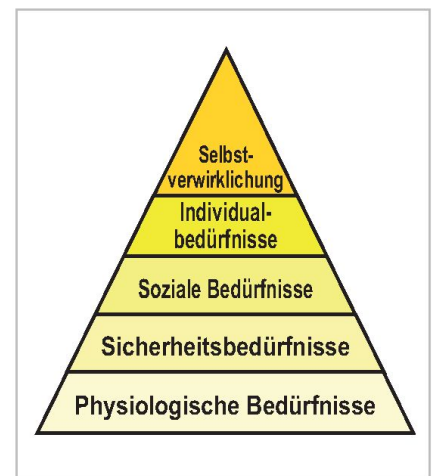 Selbst-
verwirklichung
Individual-
bedürfnisse
Soziale Bedürfnisse
Sicherheitsbedürfnisse
Physiologische Bedürfnisse